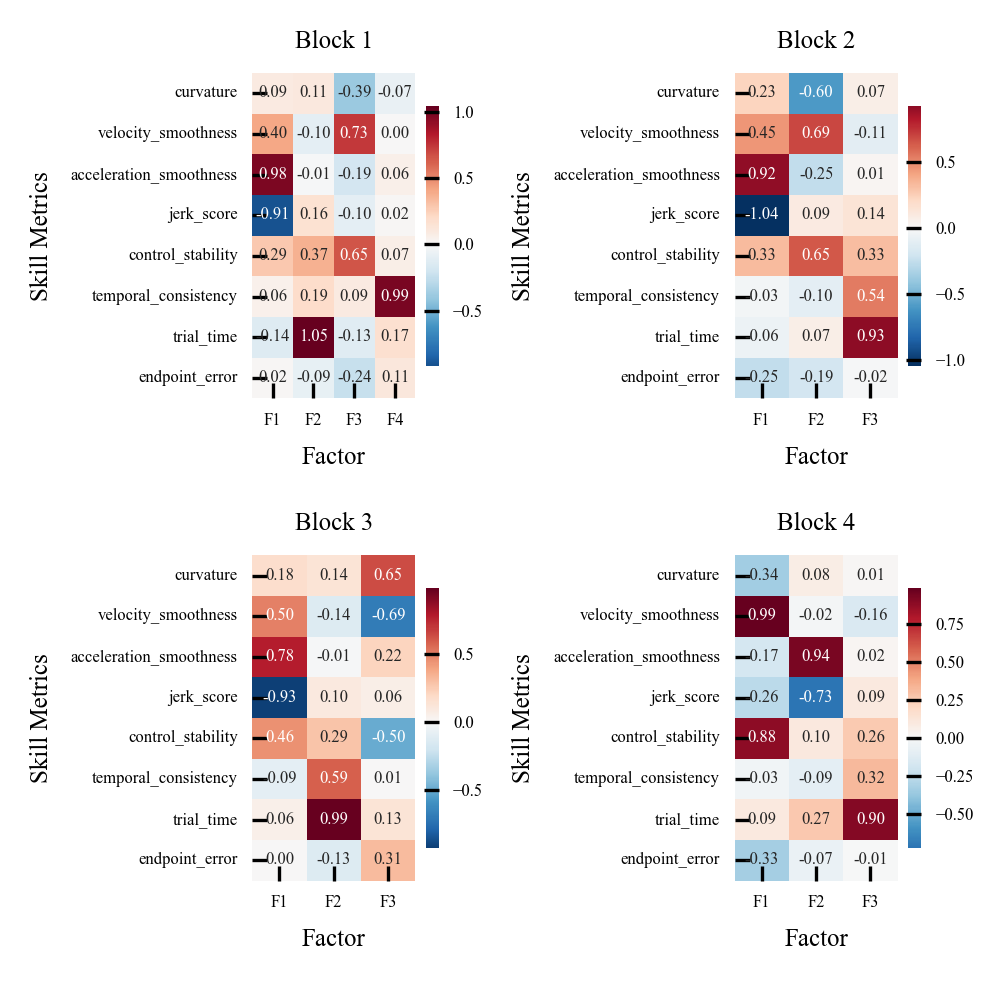 Block 1
curvature 0.09 0.11 -0.39 -0.07
velocity_smoothness 0.40 -0.10 0.73 0.00
acceleration_smoothness 0.98 -0.01 -0.19 0.06
jerk_score -0.91 0.16 -0.10 0.02
control_stability 0.29 0.37 0.65 0.07
temporal_consistency 0.06 0.19 0.09 0.99
trial_time -0.14 1.05 -0.13 0.17
endpoint_error 0.02 -0.09 -0.24 0.11
F1 F2 F3 F4
Factor
Skill Metrics
1.0
0.5
0.0
−0.5
Block 2
curvature 0.23 -0.60 0.07
velocity_smoothness 0.45 0.69 -0.11
acceleration_smoothness 0.92 -0.25 0.01
jerk_score -1.04 0.09 0.14
control_stability 0.33 0.65 0.33
temporal_consistency -0.03 -0.10 0.54
trial_time -0.06 0.07 0.93
endpoint_error -0.25 -0.19 -0.02
F1 F2 F3
Factor
Skill Metrics
0.5
0.0
−0.5
−1.0
Block 3
curvature 0.18 0.14 0.65
velocity_smoothness 0.50 -0.14 -0.69
acceleration_smoothness 0.78 -0.01 0.22
jerk_score -0.93 0.10 0.06
control_stability 0.46 0.29 -0.50
temporal_consistency -0.09 0.59 0.01
trial_time 0.06 0.99 0.13
endpoint_error 0.00 -0.13 0.31
F1 F2 F3
Factor
Skill Metrics
0.5
0.0
−0.5
Block 4
curvature -0.34 0.08 0.01
velocity_smoothness 0.99 -0.02 -0.16
acceleration_smoothness -0.17 0.94 0.02
jerk_score -0.26 -0.73 0.09
control_stability 0.88 0.10 0.26
temporal_consistency -0.03 -0.09 0.32
trial_time 0.09 0.27 0.90
endpoint_error -0.33 -0.07 -0.01
F1 F2 F3
Factor
Skill Metrics
0.75
0.50
0.25
0.00
−0.25
−0.50